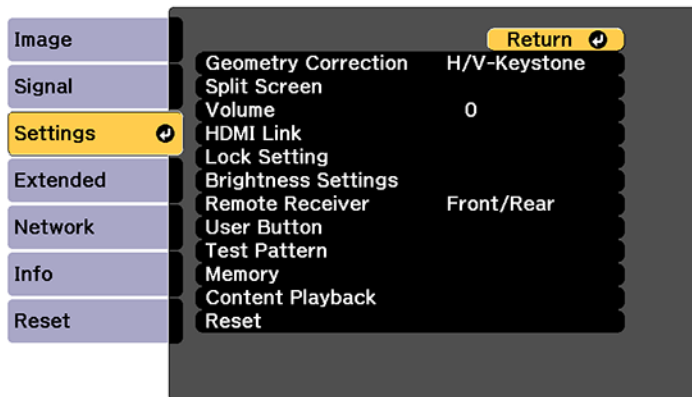 Image
Signal
Settings
Extended
Network
Info
Reset
Return
Geometry Correction H/V-Keystone
Split Screen
Volume 0
HDMI Link
Lock Setting
Brightness Settings
Remote Receiver Front/Rear
User Button
Test Pattern
Memory
Content Playback
Reset